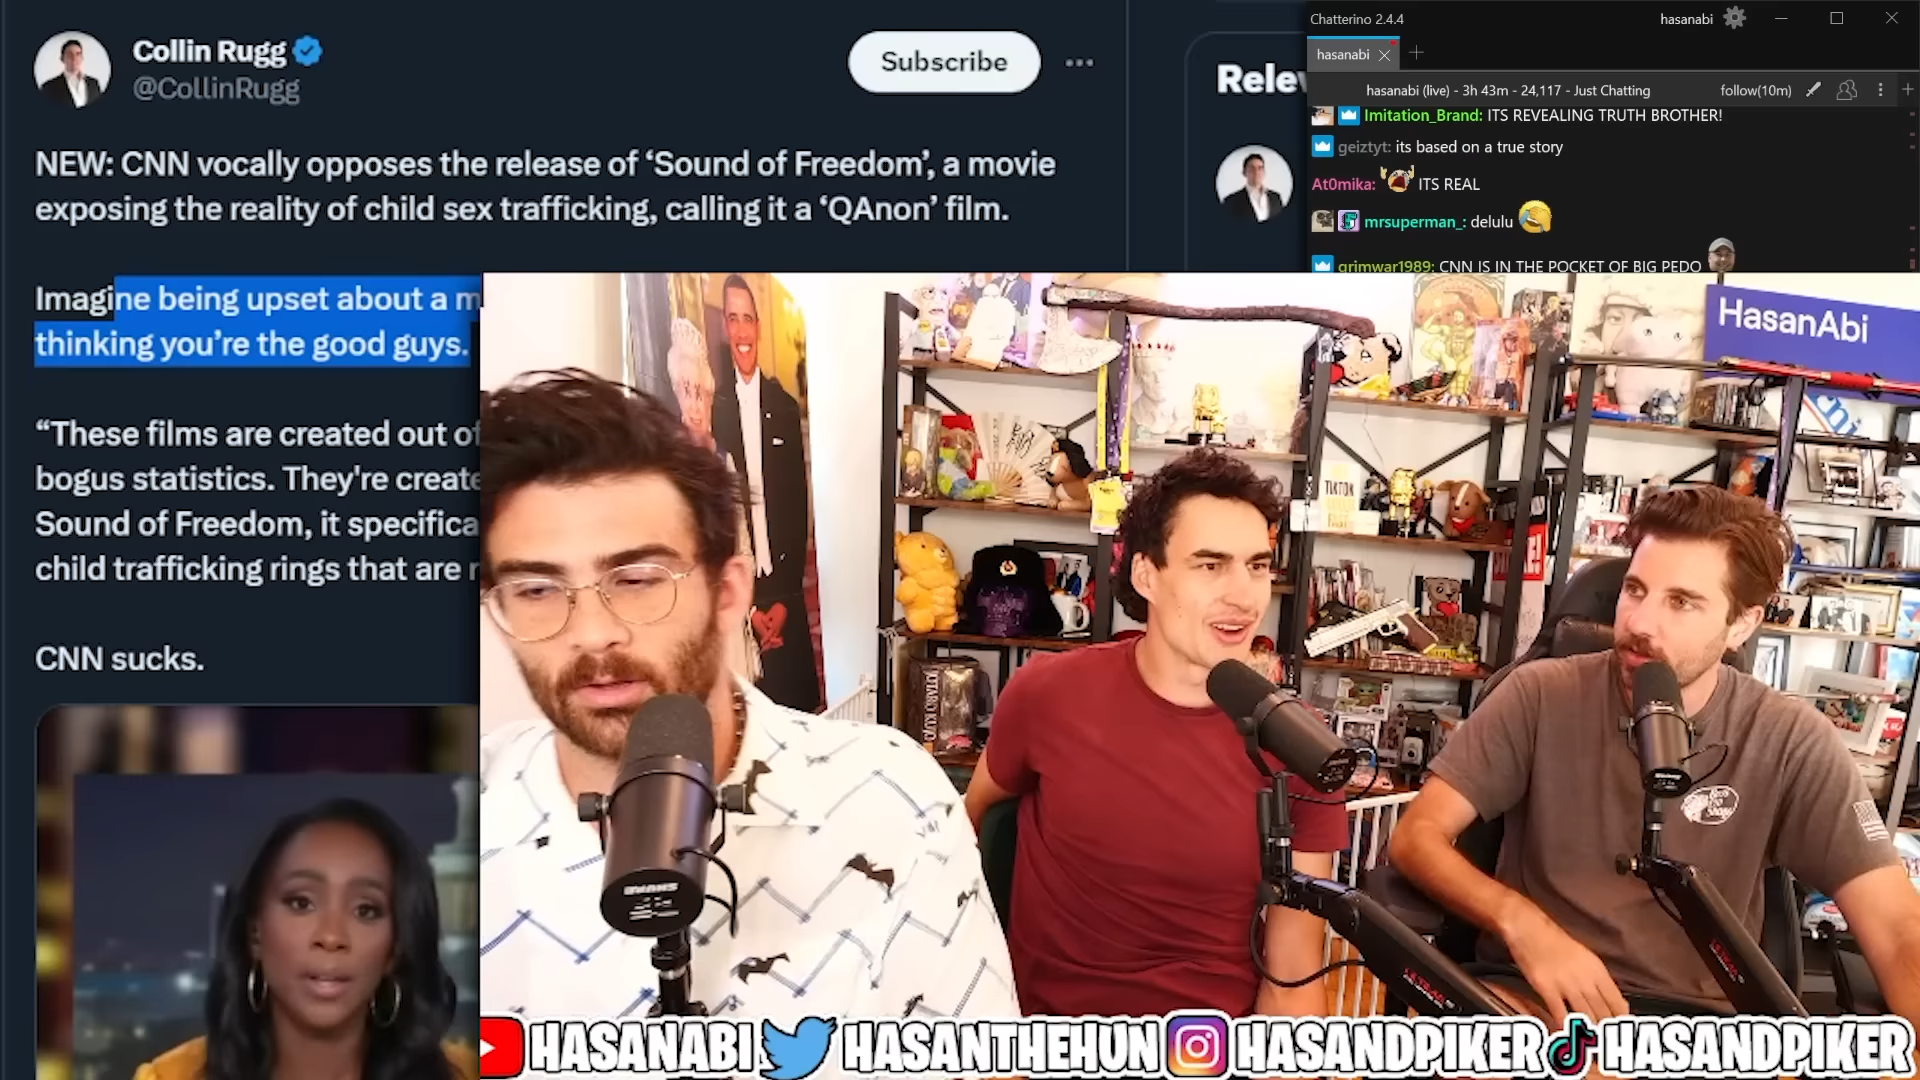 Collin Rugg
@CollinRugg
Subscribe
NEW: CNN vocally opposes the release of ‘Sound of Freedom’, a movie
exposing the reality of child sex trafficking, calling it a ‘QAnon’ film.
Imagine being upset about a m
thinking you’re the good guys.
“These films are created out of
bogus statistics. They're create
Sound of Freedom, it specifica
child trafficking rings that are
CNN sucks.
Relev
Chatterino 2.4.4
hasanabi
hasanabi
hasanabi (live) - 3h 43m - 24,117 - Just Chatting
follow(10m)
Imitation_Brand: ITS REVEALING TRUTH BROTHER!
geiztyt: its based on a true story
At0mika: ITS REAL
mrsuperman_: delulu
grimwar1989: CNN IS IN THE POCKET OF BIG PEDO
HasanAbi
TIKTOK
Bass Pro Shops
HASANABI
HASANTHEHUN
HASANDPIKER
HASANDPIKER